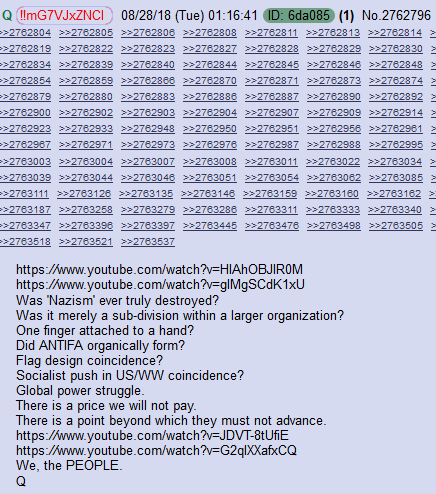 Q !!mG7VJxZNCI 08/28/18 (Tue) 01:16:41 ID: 6da085 (1) No.2762796
>>2762804 >>2762805 >>2762806 >>2762808 >>2762811 >>2762813 >>2762814
>>2762819 >>2762822 >>2762823 >>2762827 >>2762828 >>2762829 >>2762830
>>2762834 >>2762835 >>2762839 >>2762840 >>2762845 >>2762846 >>2762848
>>2762854 >>2762859 >>2762866 >>2762867 >>2762872 >>2762873 >>2762874
>>2762879 >>2762880 >>2762883 >>2762886 >>2762887 >>2762890 >>2762892
>>2762900 >>2762902 >>2762903 >>2762904 >>2762907 >>2762909 >>2762914
>>2762923 >>2762933 >>2762948 >>2762950 >>2762951 >>2762956 >>2762961
>>2762967 >>2762971 >>2762973 >>2762976 >>2762987 >>2762988 >>2762995
>>2763003 >>2763004 >>2763007 >>2763008 >>2763011 >>2763022 >>2763034
>>2763039 >>2763044 >>2763046 >>2763051 >>2763054 >>2763062 >>2763085
>>2763111 >>2763126 >>2763135 >>2763146 >>2763159 >>2763160 >>2763162
>>2763187 >>2763258 >>2763279 >>2763286 >>2763311 >>2763333 >>2763340
>>2763347 >>2763396 >>2763397 >>2763445 >>2763476 >>2763498 >>2763505
>>2763518 >>2763521 >>2763537
https://www.youtube.com/watch?v=HlAhOBJlR0M
https://www.youtube.com/watch?v=glMgSCdK1xU
Was 'Nazism' ever truly destroyed?
Was it merely a sub-division within a larger organization?
One finger attached to a hand?
Did ANTIFA organically form?
Flag design coincidence?
Socialist push in US/WW coincidence?
Global power struggle.
There is a price we will not pay.
There is a point beyond which they must not advance.
https://www.youtube.com/watch?v=JDVT-8tUfiE
https://www.youtube.com/watch?v=G2qIXXafxCQ
We, the PEOPLE.
Q